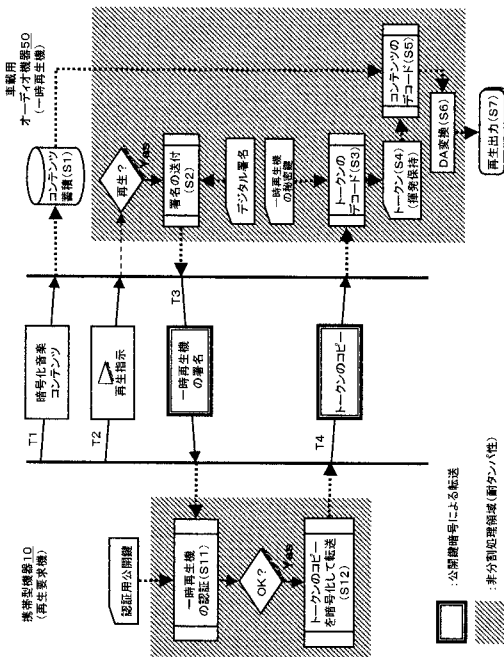 携帯型機器10
(再生要求機)
車載用
オーディオ機器50
(一時再生機)
T1
暗号化音楽
コンテンツ
コンテンツ
蓄積(S1)
T2
再生指示
再生?
Yes
署名の送付
(S2)
デジタル署名
T3
一時再生機
の署名
認証用公開鍵
一時再生機
の認証(S11)
OK?
Yes
トークンのコピー
を暗号化して転送
(S12)
T4
トークンのコピー
一時再生機
の秘密鍵
トークンの
デコード(S3)
トークン(S4)
(揮発保持)
コンテンツの
デコード(S5)
DA変換(S6)
再生出力(S7)
:公開鍵暗号による転送
:非分割処理領域(耐タンパ性)